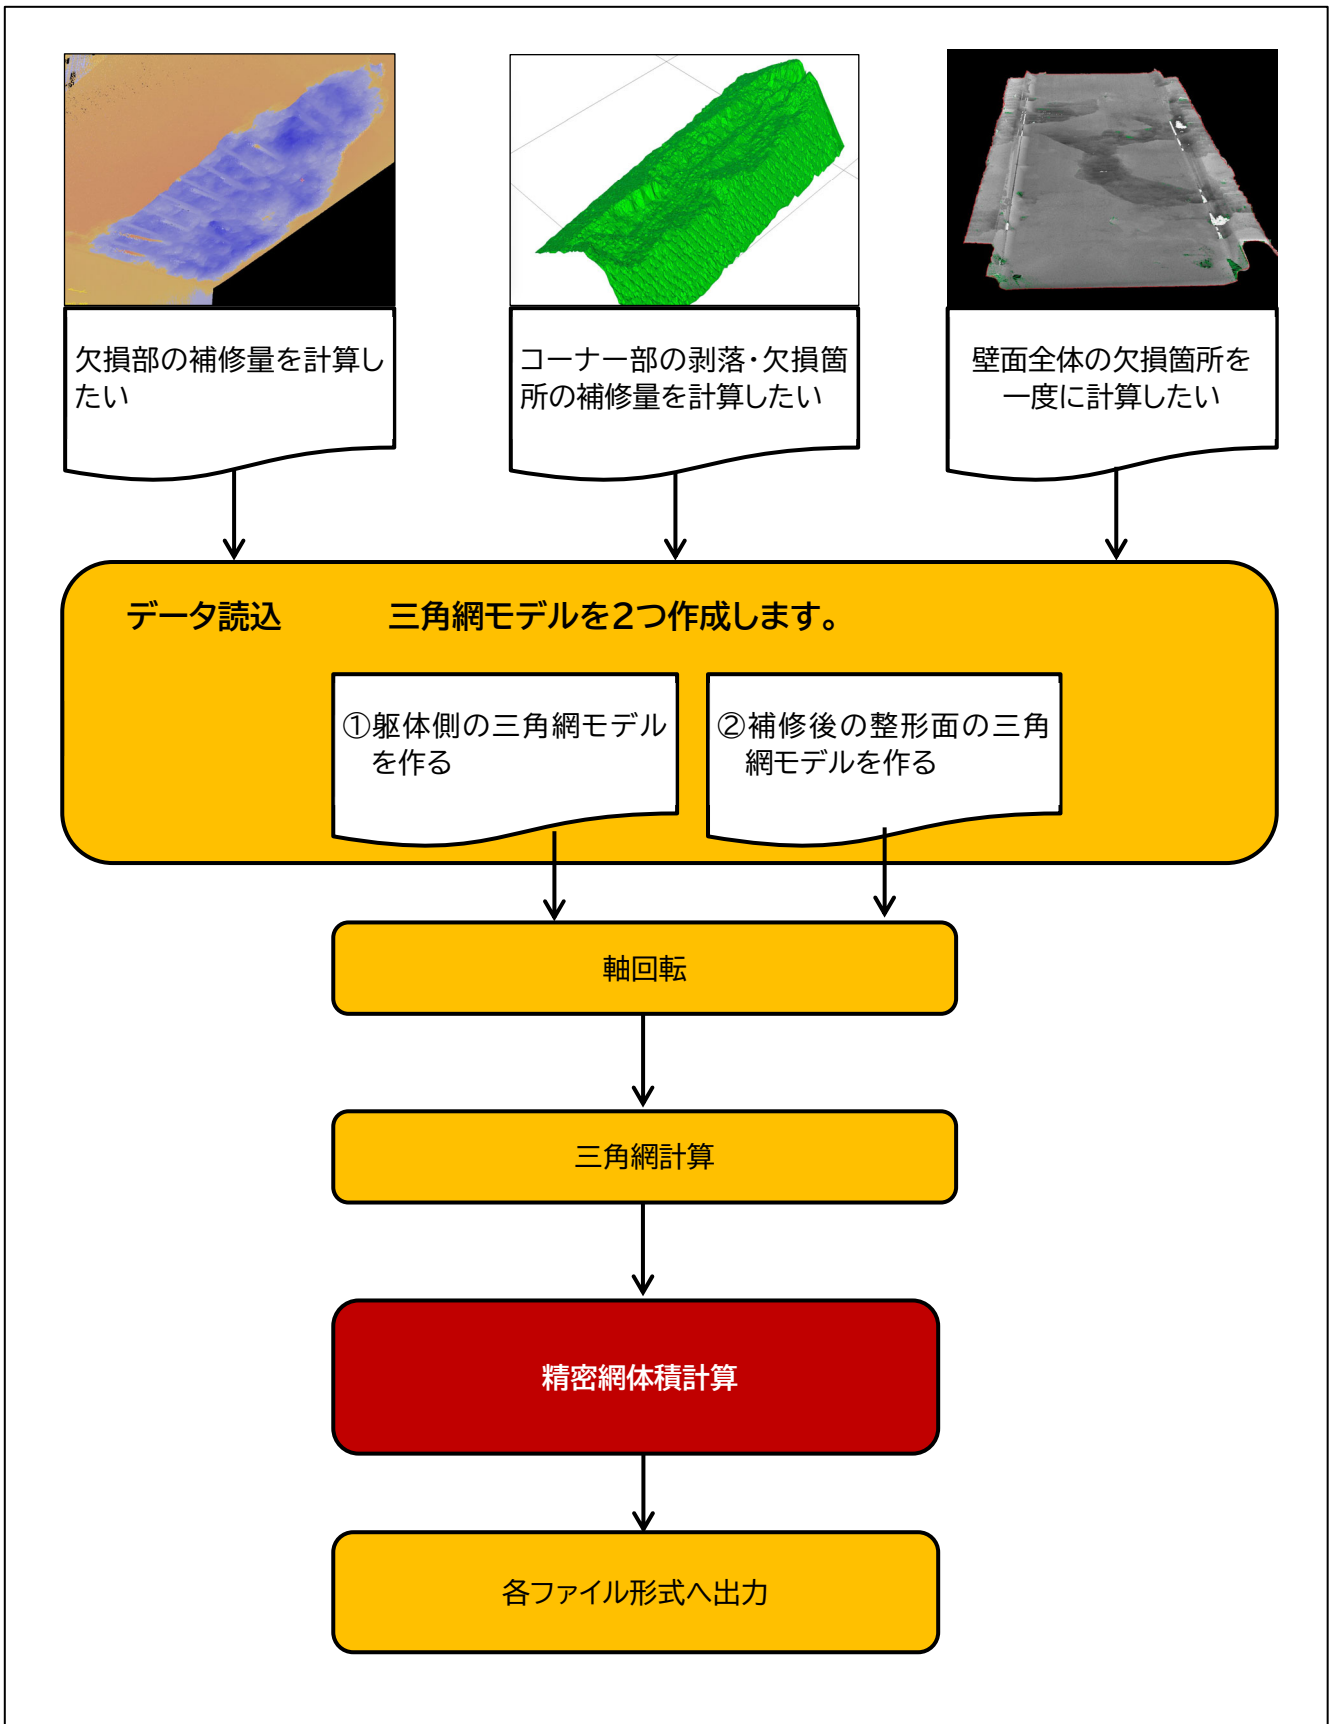 欠損部の補修量を計算し
たい
コーナー部の剥落・欠損箇
所の補修量を計算したい
壁面全体の欠損箇所を
一度に計算したい
データ読込 三角網モデルを2つ作成します。
①躯体側の三角網モデル
を作る
②補修後の整形面の三角
網モデルを作る
軸回転
三角網計算
精密網体積計算
各ファイル形式へ出力